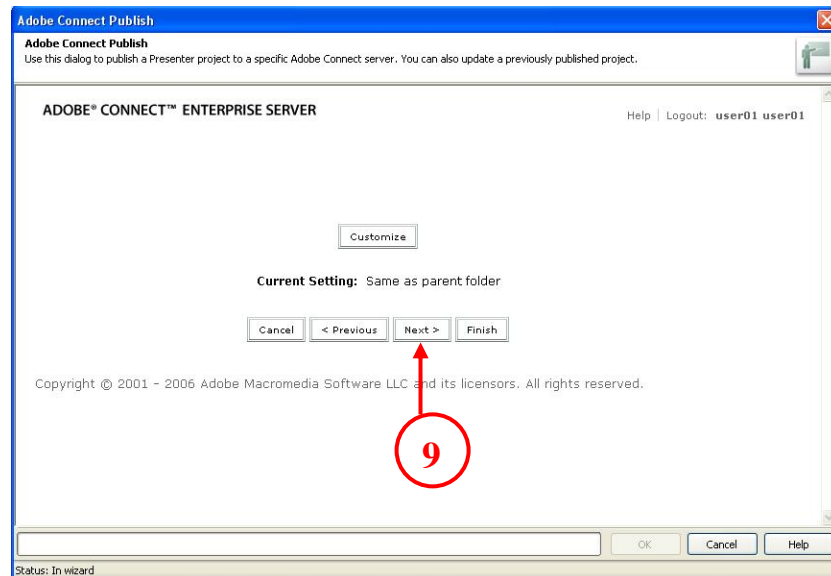 Adobe Connect Publish
Adobe Connect Publish
Use this dialog to publish a Presenter project to a specific Adobe Connect server. You can also update a previously published project.
ADOBE® CONNECT™ ENTERPRISE SERVER
Help | Logout: user01 user01
Customize
Current Setting: Same as parent folder
Cancel < Previous Next > Finish
Copyright © 2001 - 2006 Adobe Macromedia Software LLC and its licensors. All rights reserved.
9
OK Cancel Help
Status: In wizard